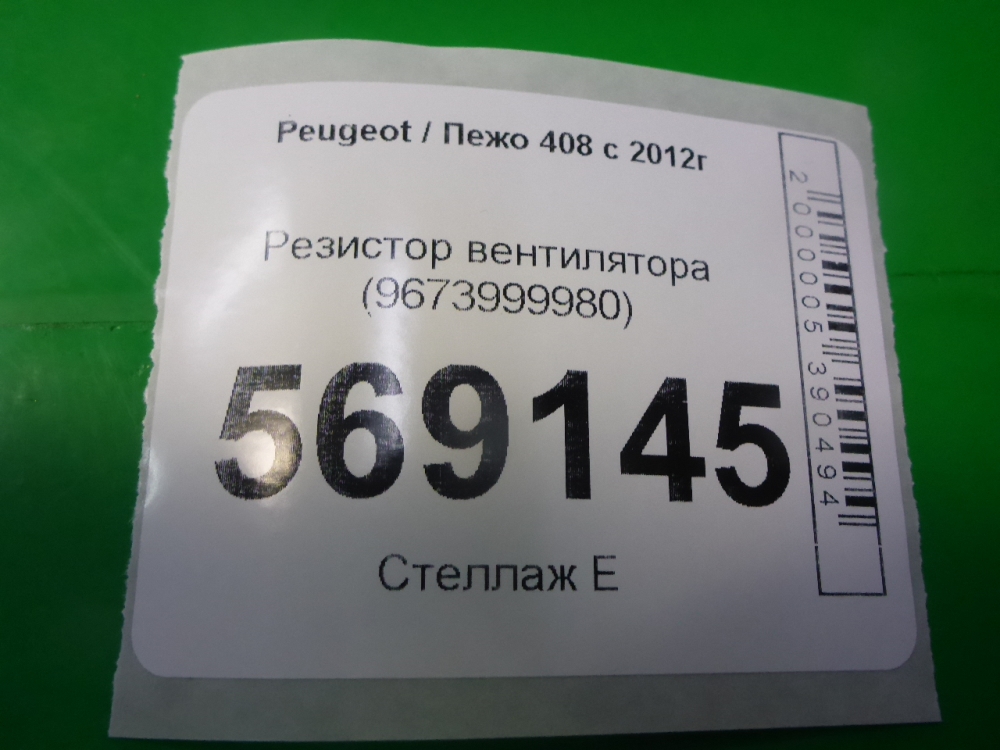 Peugeot / Пежо 408 с 2012г
Резистор вентилятора
(9673999980)
569145
Стеллаж Е
2000005390494